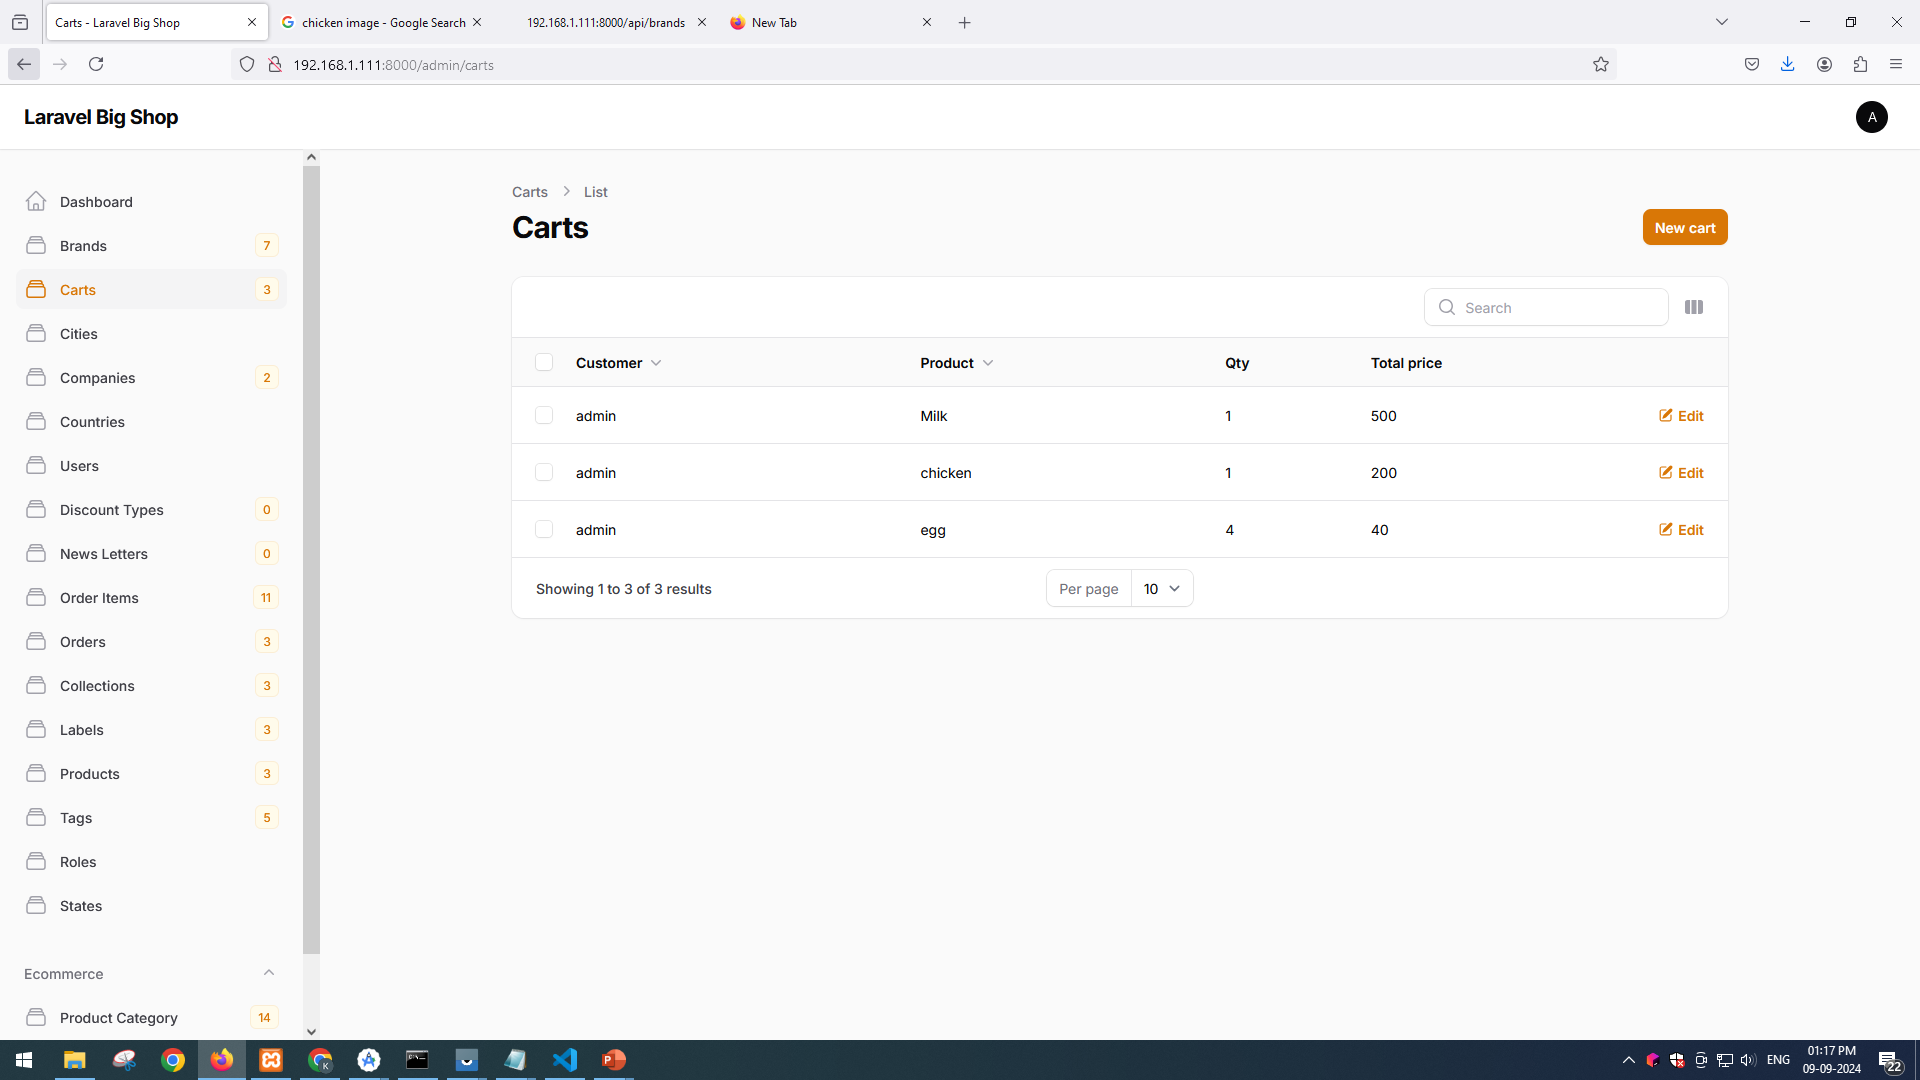 Carts - Laravel Big Shop
chicken image - Google Search
192.168.1.111:8000/api/brands
New Tab
192.168.1.111:8000/admin/carts
Laravel Big Shop
A
Dashboard
Brands 7
Carts 3
Cities
Companies 2
Countries
Users
Discount Types 0
News Letters 0
Order Items 11
Orders 3
Collections 3
Labels 3
Products 3
Tags 5
Roles
States
Ecommerce
Product Category 14
Carts List
Carts
New cart
Search
Customer Product Qty Total price
admin Milk 1 500 Edit
admin chicken 1 200 Edit
admin egg 4 40 Edit
Showing 1 to 3 of 3 results
Per page 10
ENG
01:17 PM
09-09-2024
22